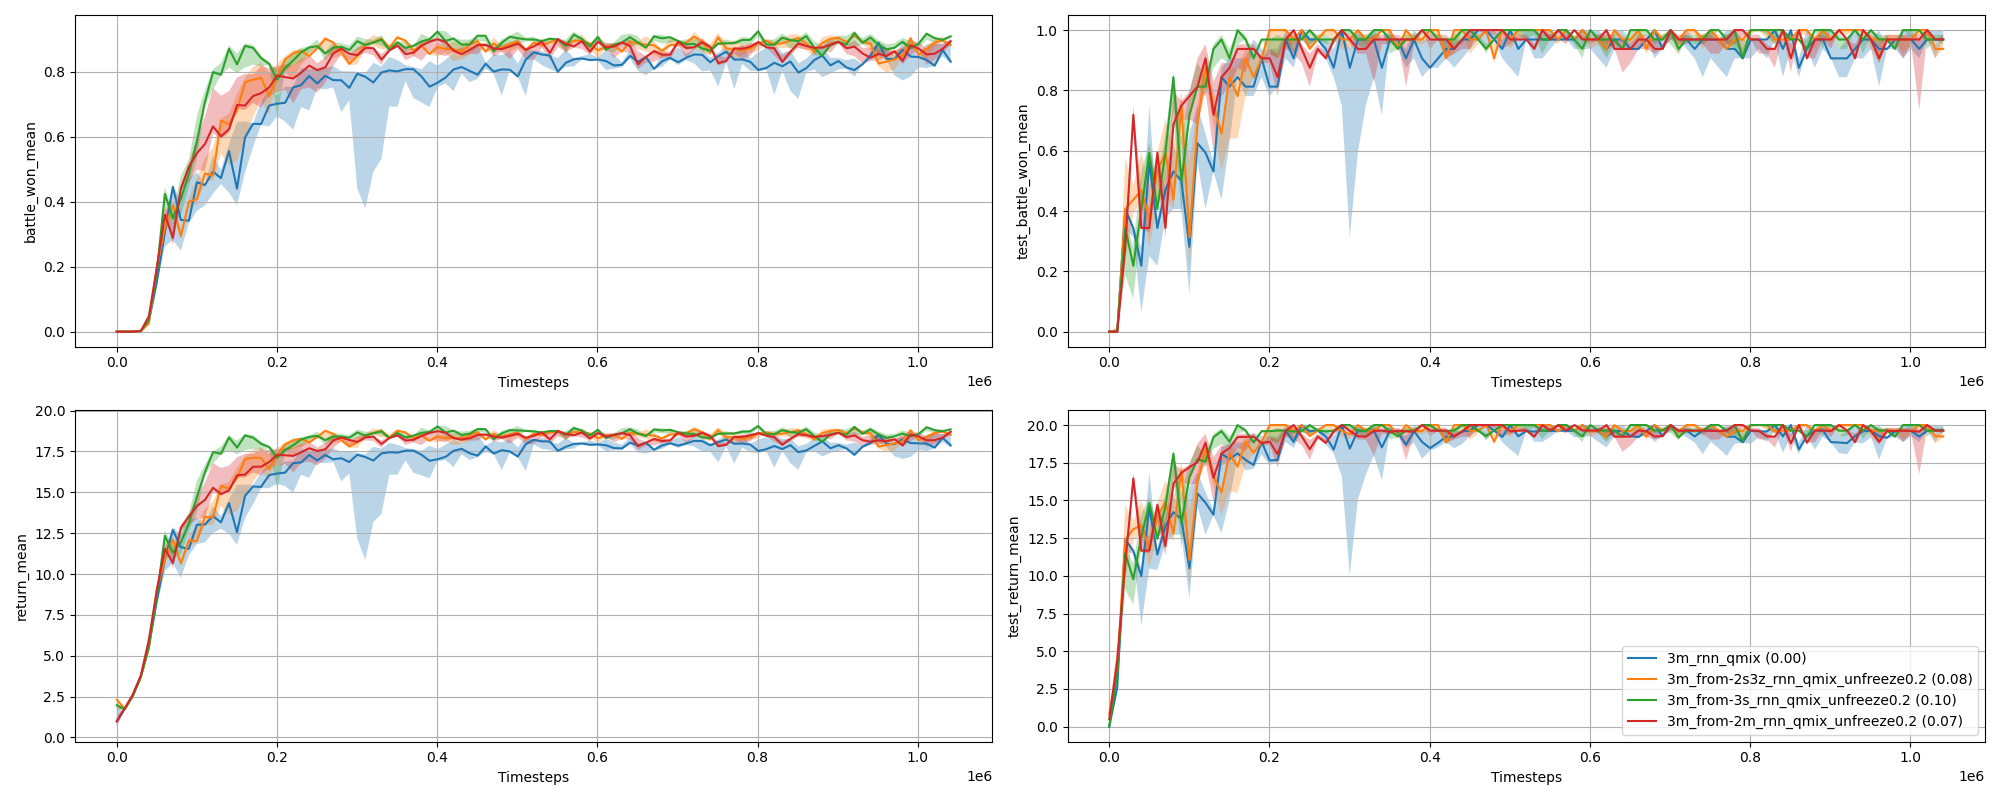 battle_won_mean
0.8
0.6
0.4
0.2
0.0
0.0 0.2 0.4 0.6 0.8 1.0
1e6
Timesteps
test_battle_won_mean
1.0
0.8
0.6
0.4
0.2
0.0
0.0 0.2 0.4 0.6 0.8 1.0
1e6
Timesteps
return_mean
20.0
17.5
15.0
12.5
10.0
7.5
5.0
2.5
0.0
0.0 0.2 0.4 0.6 0.8 1.0
1e6
Timesteps
test_return_mean
20.0
17.5
15.0
12.5
10.0
7.5
5.0
2.5
0.0
0.0 0.2 0.4 0.6 0.8 1.0
1e6
Timesteps
3m_rnn_qmix (0.00)
3m_from-2s3z_rnn_qmix_unfreeze0.2 (0.08)
3m_from-3s_rnn_qmix_unfreeze0.2 (0.10)
3m_from-2m_rnn_qmix_unfreeze0.2 (0.07)